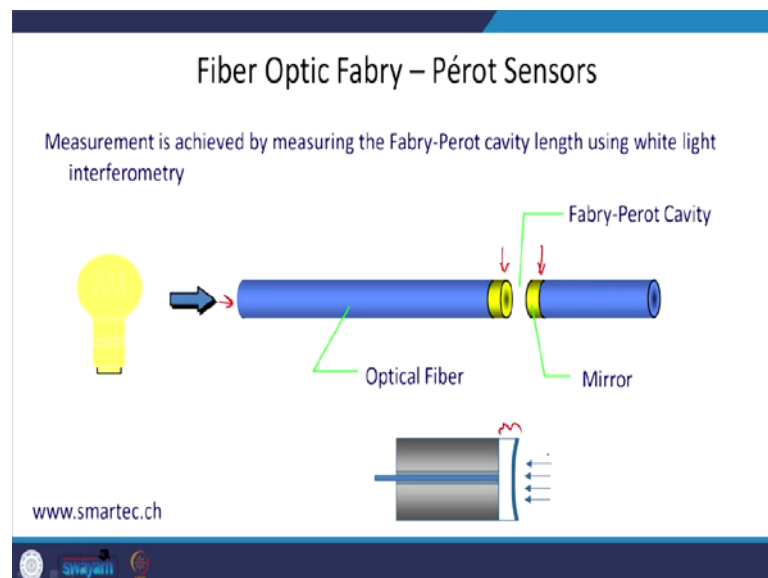 Fiber Optic Fabry – Pérot Sensors
Measurement is achieved by measuring the Fabry-Perot cavity length using white light
interferometry
Fabry-Perot Cavity
Optical Fiber
Mirror
www.smartec.ch
swayam